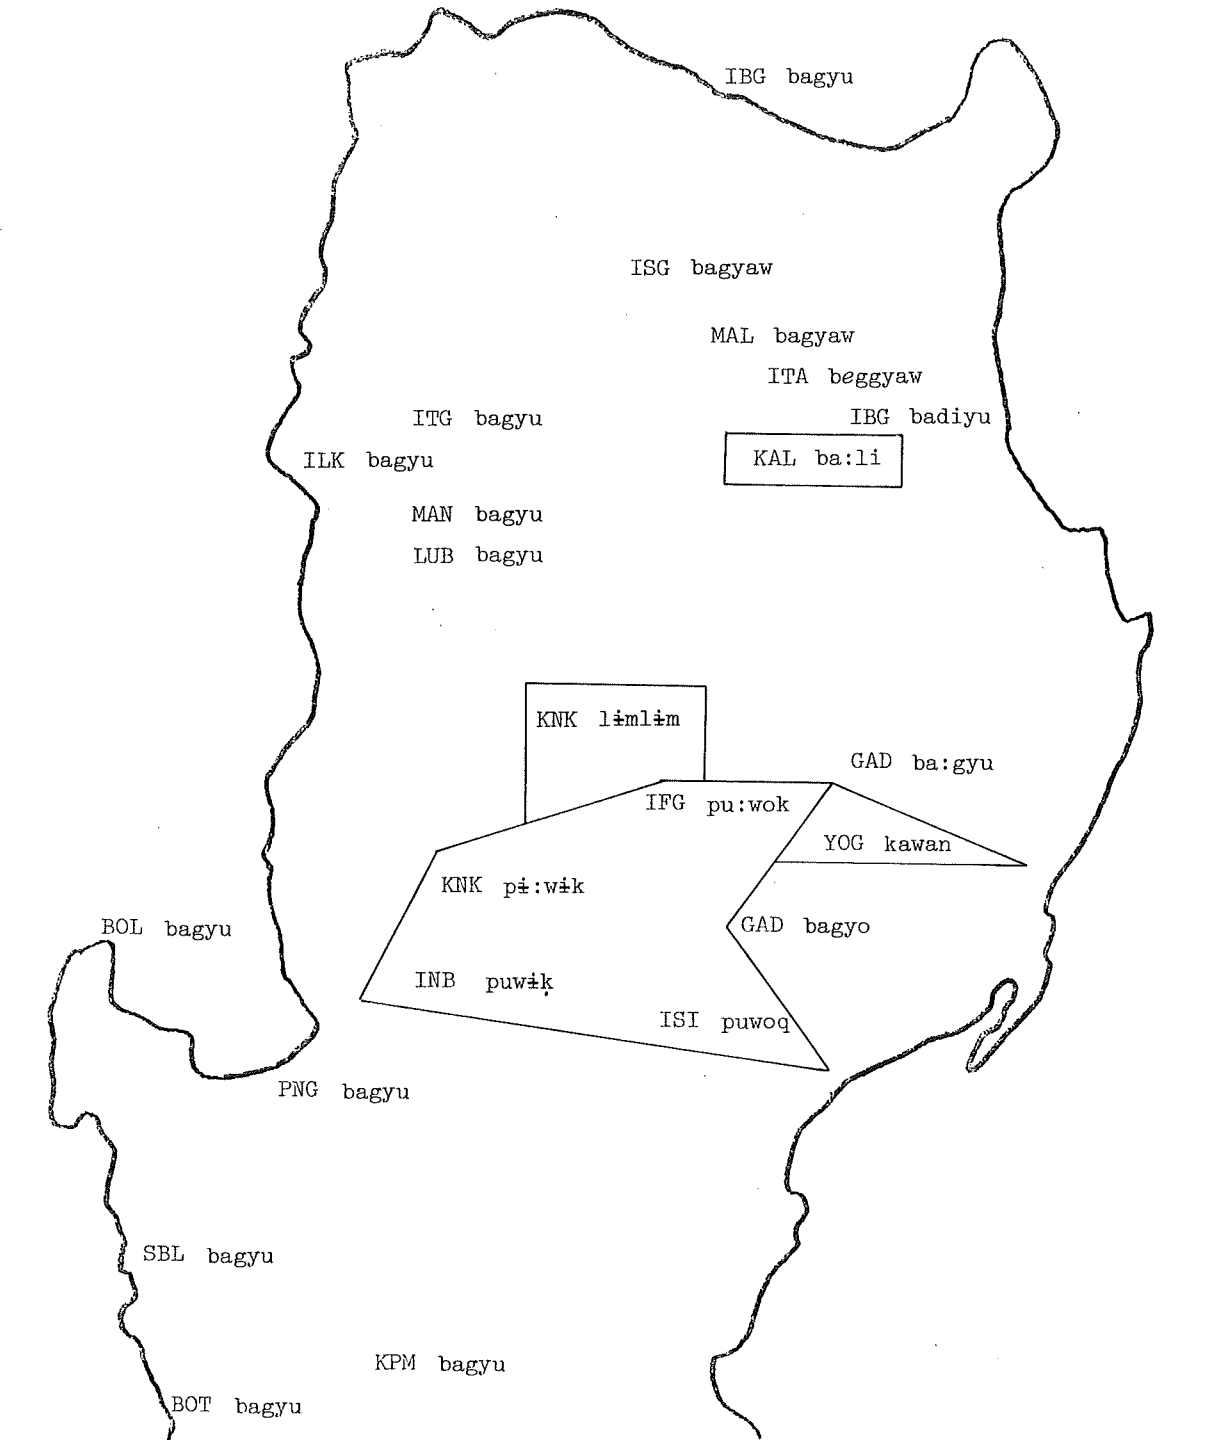 IBG bagyu
ISG bagyaw
MAL bagyaw
ITA beggyaw
ITG bagyu
IBG badiyu
ILK bagyu
KAL ba:li
MAN bagyu
LUB bagyu
KNK lɨmlɨm
GAD ba:gyu
IFG pu:wok
YOG kawan
KNK pɨ:wɨk
BOL bagyu
GAD bagyo
INB puwɨḳ
ISI puwoq
PNG bagyu
SBL bagyu
KPM bagyu
BOT bagyu